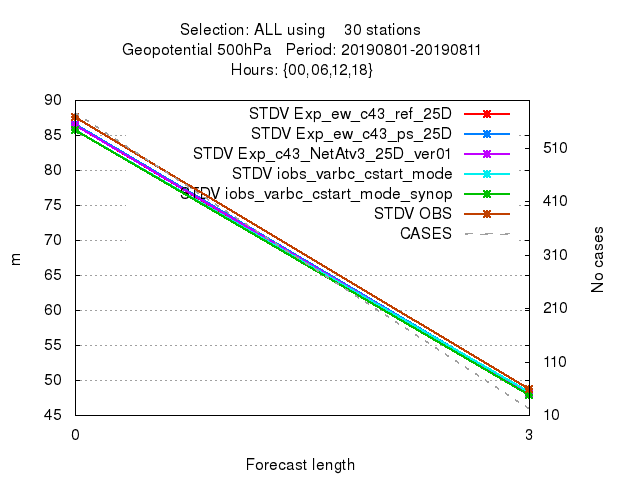 Selection: ALL using    30 stations
Geopotential 500hPa   Period: 20190801-20190811
Hours: {00,06,12,18}
STDV Exp_ew_c43_ref_25D
STDV Exp_ew_c43_ps_25D
STDV Exp_c43_NetAtv3_25D_ver01
STDV iobs_varbc_cstart_mode
STDV iobs_varbc_cstart_mode_synop
STDV OBS
CASES
90
85
80
75
70
65
60
55
50
45
m
510
410
310
210
110
10
No cases
0
3
Forecast length